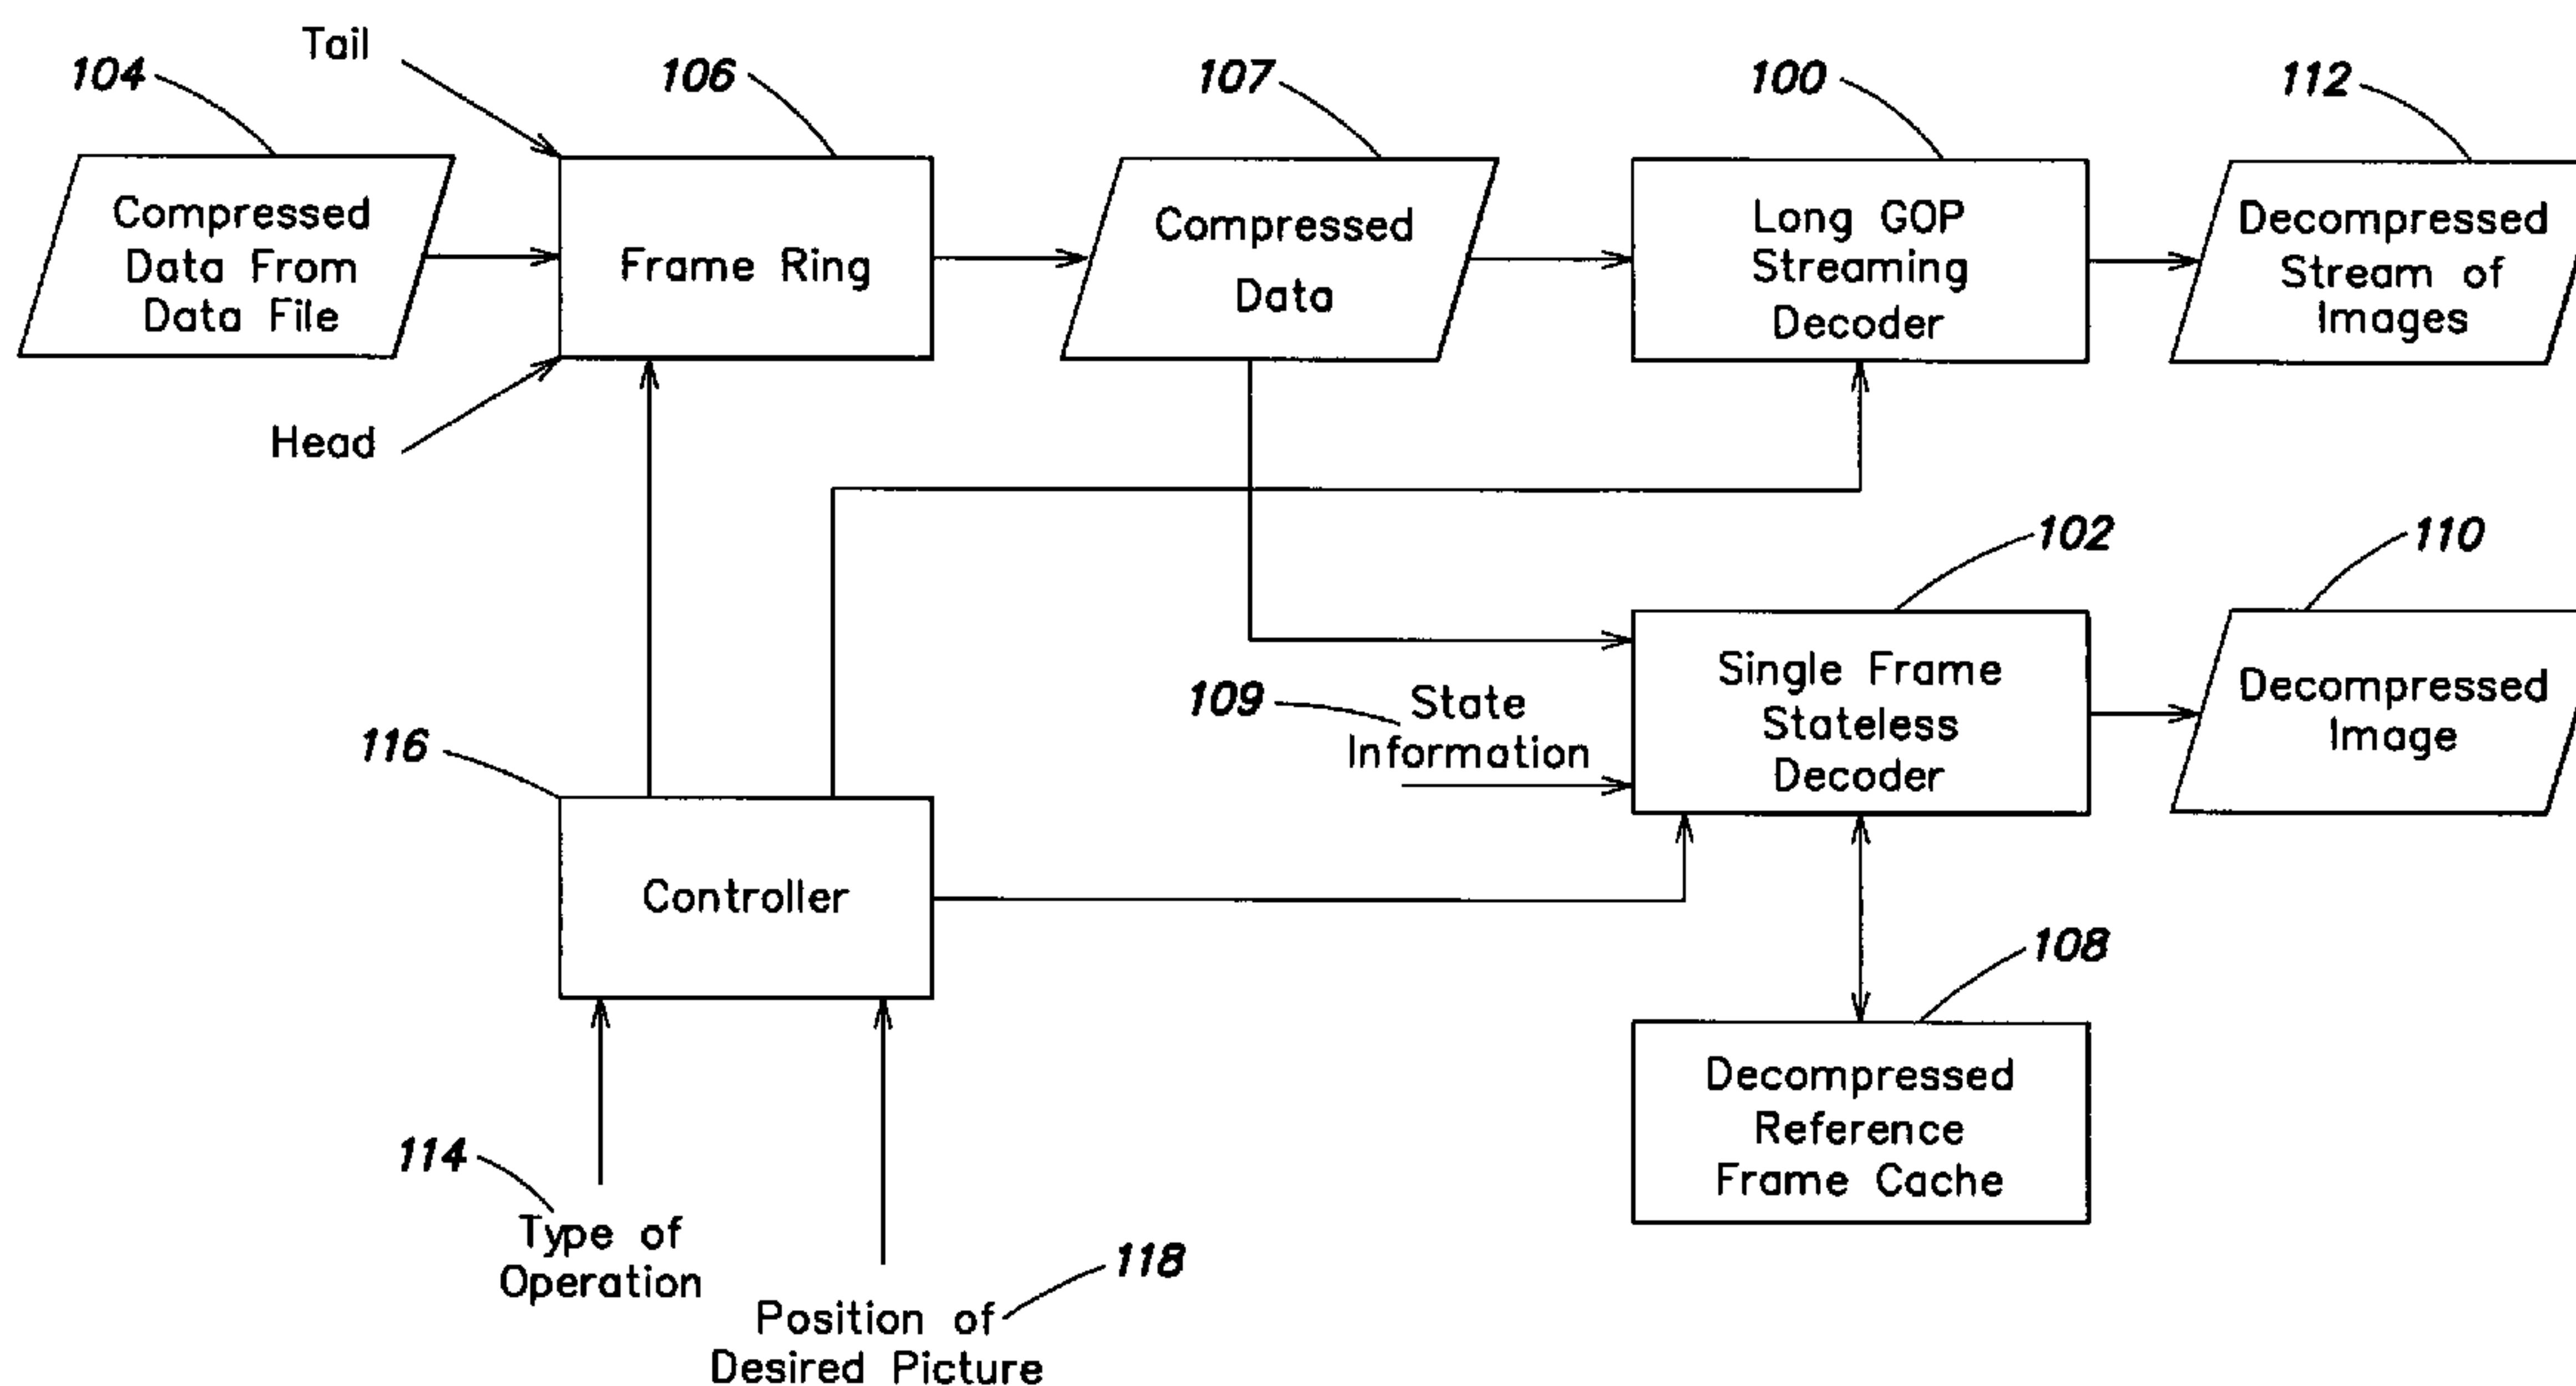 Tail
104
106
107
100
112
Compressed
Data From
Data File
Frame Ring
Compressed
Data
Long GOP
Streaming
Decoder
Decompressed
Stream of
Images
Head
102
110
109
State
Information
Single Frame
Stateless
Decoder
Decompressed
Image
116
Controller
108
Decompressed
Reference
Frame Cache
114
Type of
Operation
118
Position of
Desired Picture